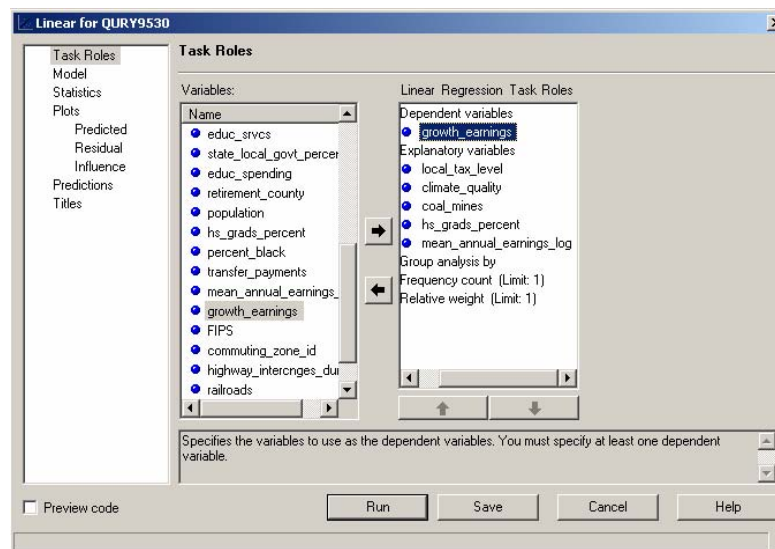 Linear for QURY9530
Task Roles
Model
Statistics
Plots
Predicted
Residual
Influence
Predictions
Titles
Task Roles
Variables:
Name
educ_srvcs
state_local_govt_percer
educ_spending
retirement_county
population
hs_grads_percent
percent_black
transfer_payments
mean_annual_earnings_
growth_earnings
FIPS
commuting_zone_id
highway_intercnges_dur
railroads
Linear Regression Task Roles
Dependent variables
growth_earnings
Explanatory variables
local_tax_level
climate_quality
coal_mines
hs_grads_percent
mean_annual_earnings_log
Group analysis by
Frequency count (Limit: 1)
Relative weight (Limit: 1)
Specifies the variables to use as the dependent variables. You must specify at least one dependent
variable.
Preview code
Run
Save
Cancel
Help